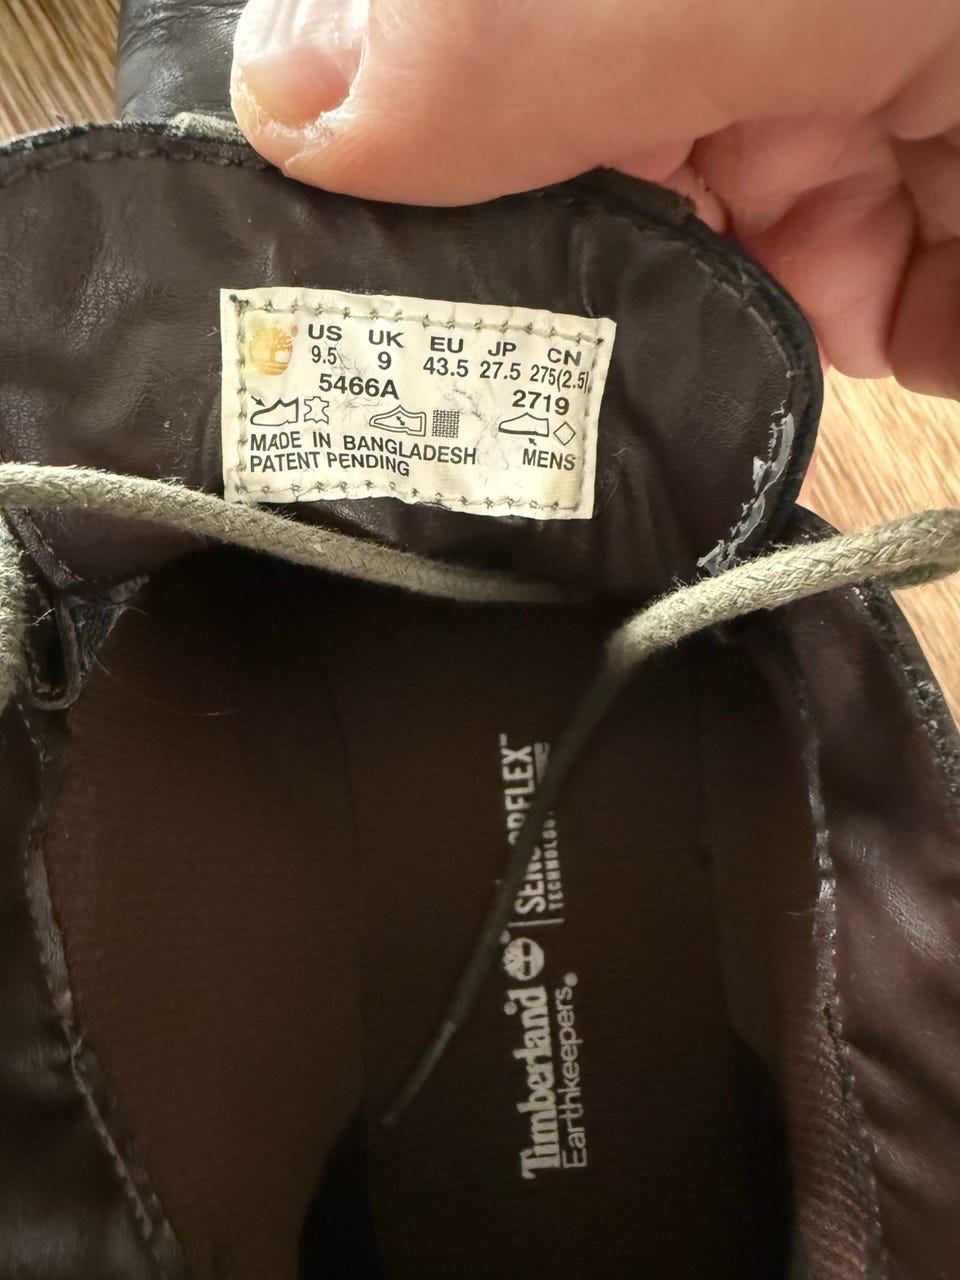 US UK EU JP CN
9.5 9 43.5 27.5 275(2.5)
5466A 2719
MADE IN BANGLADESH MENS
PATENT PENDING
Timberland
Earthkeepers.